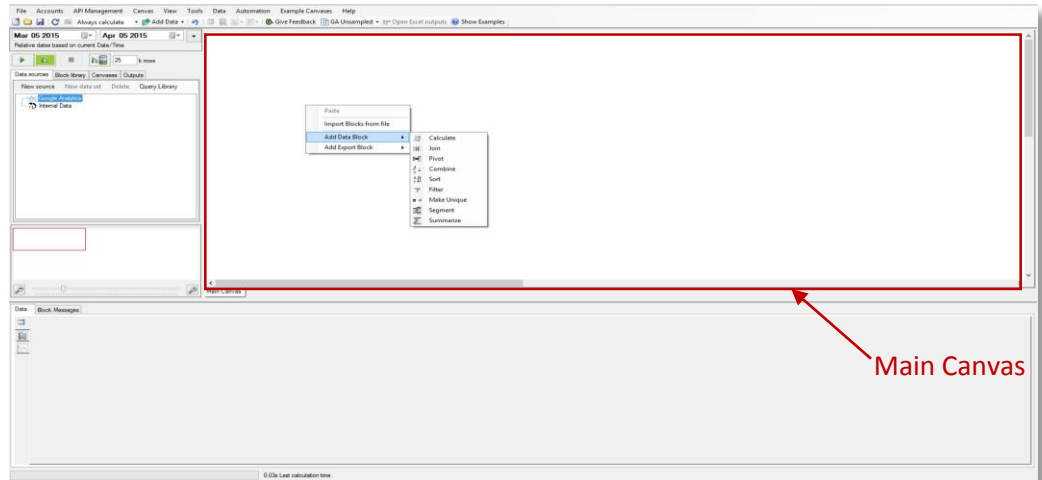 File Accounts API Management Canvas View Tools Data Automation Example Canvases Help
Always calculate Add Data Give Feedback GA Unsampled Open Excel outputs Show Examples
Mar 05 2015 Apr 05 2015
Relative dates based on current Date/Time
25 k rows
Data sources Block library Canvases Outputs
New source New data set Delete Query Library
Google Analytics
Internal Data
Paste
Import Blocks from file
Add Data Block
Add Export Block
Calculate
Join
Pivot
Combine
Sort
Filter
Make Unique
Segment
Summarize
Main Canvas
Data Block Messages
Main Canvas
0.03s Last calculation time